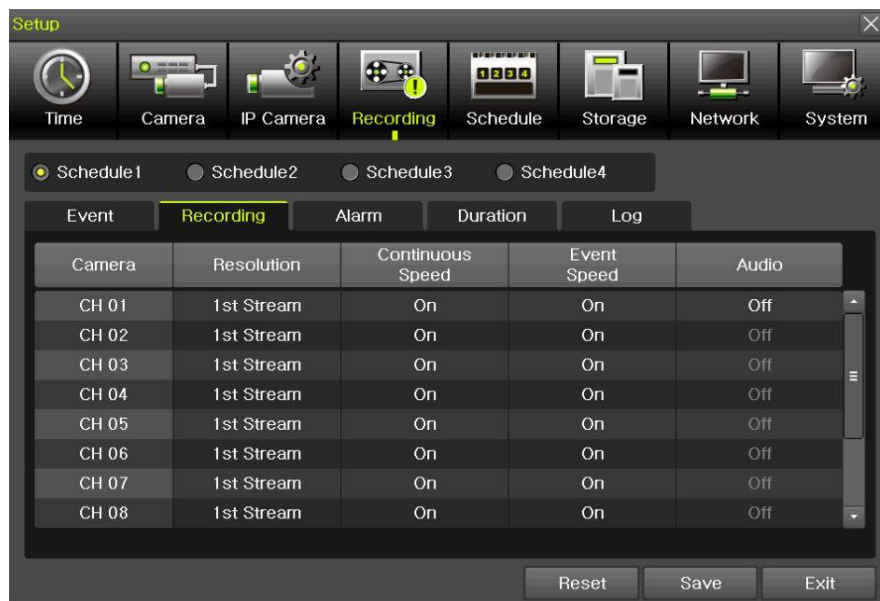 Setup
Time Camera IP Camera Recording Schedule Storage Network System
1 2 3 4
Schedule1 Schedule2 Schedule3 Schedule4
Event Recording Alarm Duration Log
Camera Resolution Continuous Speed Event Speed Audio
CH 01 1st Stream On On Off
CH 02 1st Stream On On Off
CH 03 1st Stream On On Off
CH 04 1st Stream On On Off
CH 05 1st Stream On On Off
CH 06 1st Stream On On Off
CH 07 1st Stream On On Off
CH 08 1st Stream On On Off
Reset Save Exit